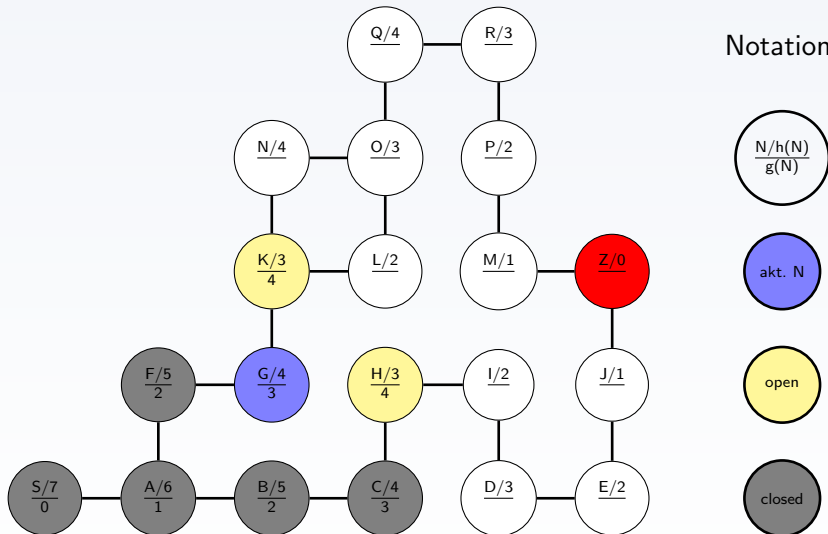 Q/4
R/3
Notation
N/4
O/3
P/2
N/h(N)
g(N)
K/3
4
L/2
M/1
Z/0
akt. N
F/5
2
G/4
3
H/3
4
I/2
J/1
open
S/7
0
A/6
1
B/5
2
C/4
3
D/3
E/2
closed